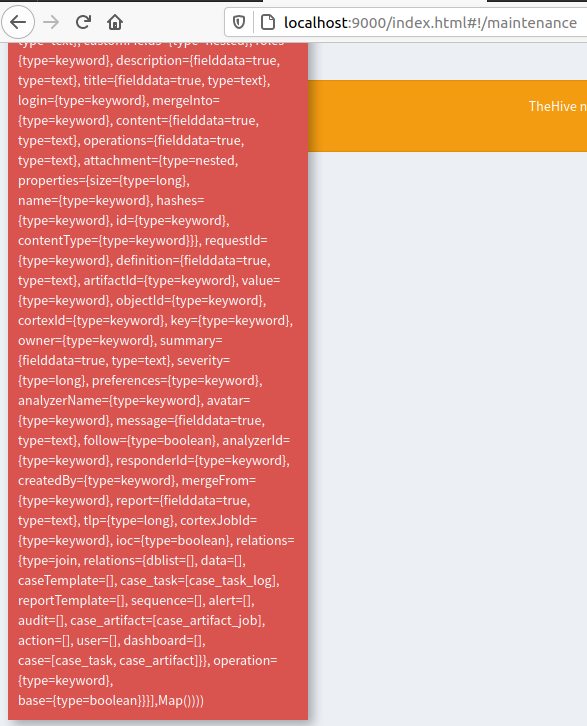 localhost:9000/index.html#!/maintenance
type=text}, customFields={type=nested}, roles=
{type=keyword}, description={fielddata=true,
type=text}, title={fielddata=true, type=text},
login={type=keyword}, mergeInto=
{type=keyword}, content={fielddata=true,
type=text}, operations={fielddata=true,
type=text}, attachment={type=nested,
properties={size={type=long},
name={type=keyword}, hashes=
{type=keyword}, id={type=keyword},
contentType={type=keyword}}}, requestId=
{type=keyword}, definition={fielddata=true,
type=text}, artifactId={type=keyword}, value=
{type=keyword}, objectId={type=keyword},
cortexId={type=keyword}, key={type=keyword},
owner={type=keyword}, summary=
{fielddata=true, type=text}, severity=
{type=long}, preferences={type=keyword},
analyzerName={type=keyword}, avatar=
{type=keyword}, message={fielddata=true,
type=text}, follow={type=boolean}, analyzerId=
{type=keyword}, responderId={type=keyword},
createdBy={type=keyword}, mergeFrom=
{type=keyword}, report={fielddata=true,
type=text}, tlp={type=long}, cortexJobId=
{type=keyword}, ioc={type=boolean}, relations=
{type=join, relations={dblist=[], data=[],
caseTemplate=[], case_task=[case_task_log],
reportTemplate=[], sequence=[], alert=[],
audit=[], case_artifact=[case_artifact_job],
action=[], user=[], dashboard=[],
case=[case_task, case_artifact]}}, operation=
{type=keyword},
base={type=boolean}}}],Map())))
TheHive n